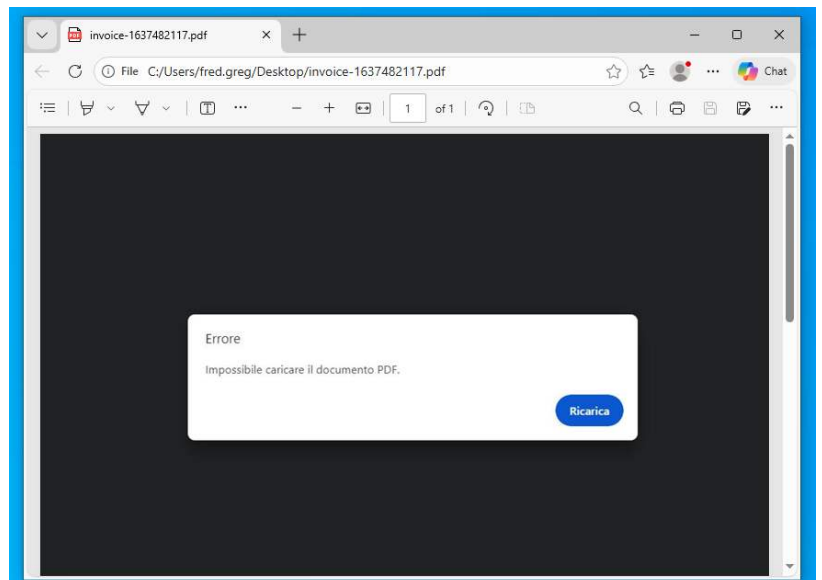 invoice-1637482117.pdf
File C:/Users/fred.greg/Desktop/invoice-1637482117.pdf
Chat
1 of 1
Errore
Impossibile caricare il documento PDF.
Ricarica